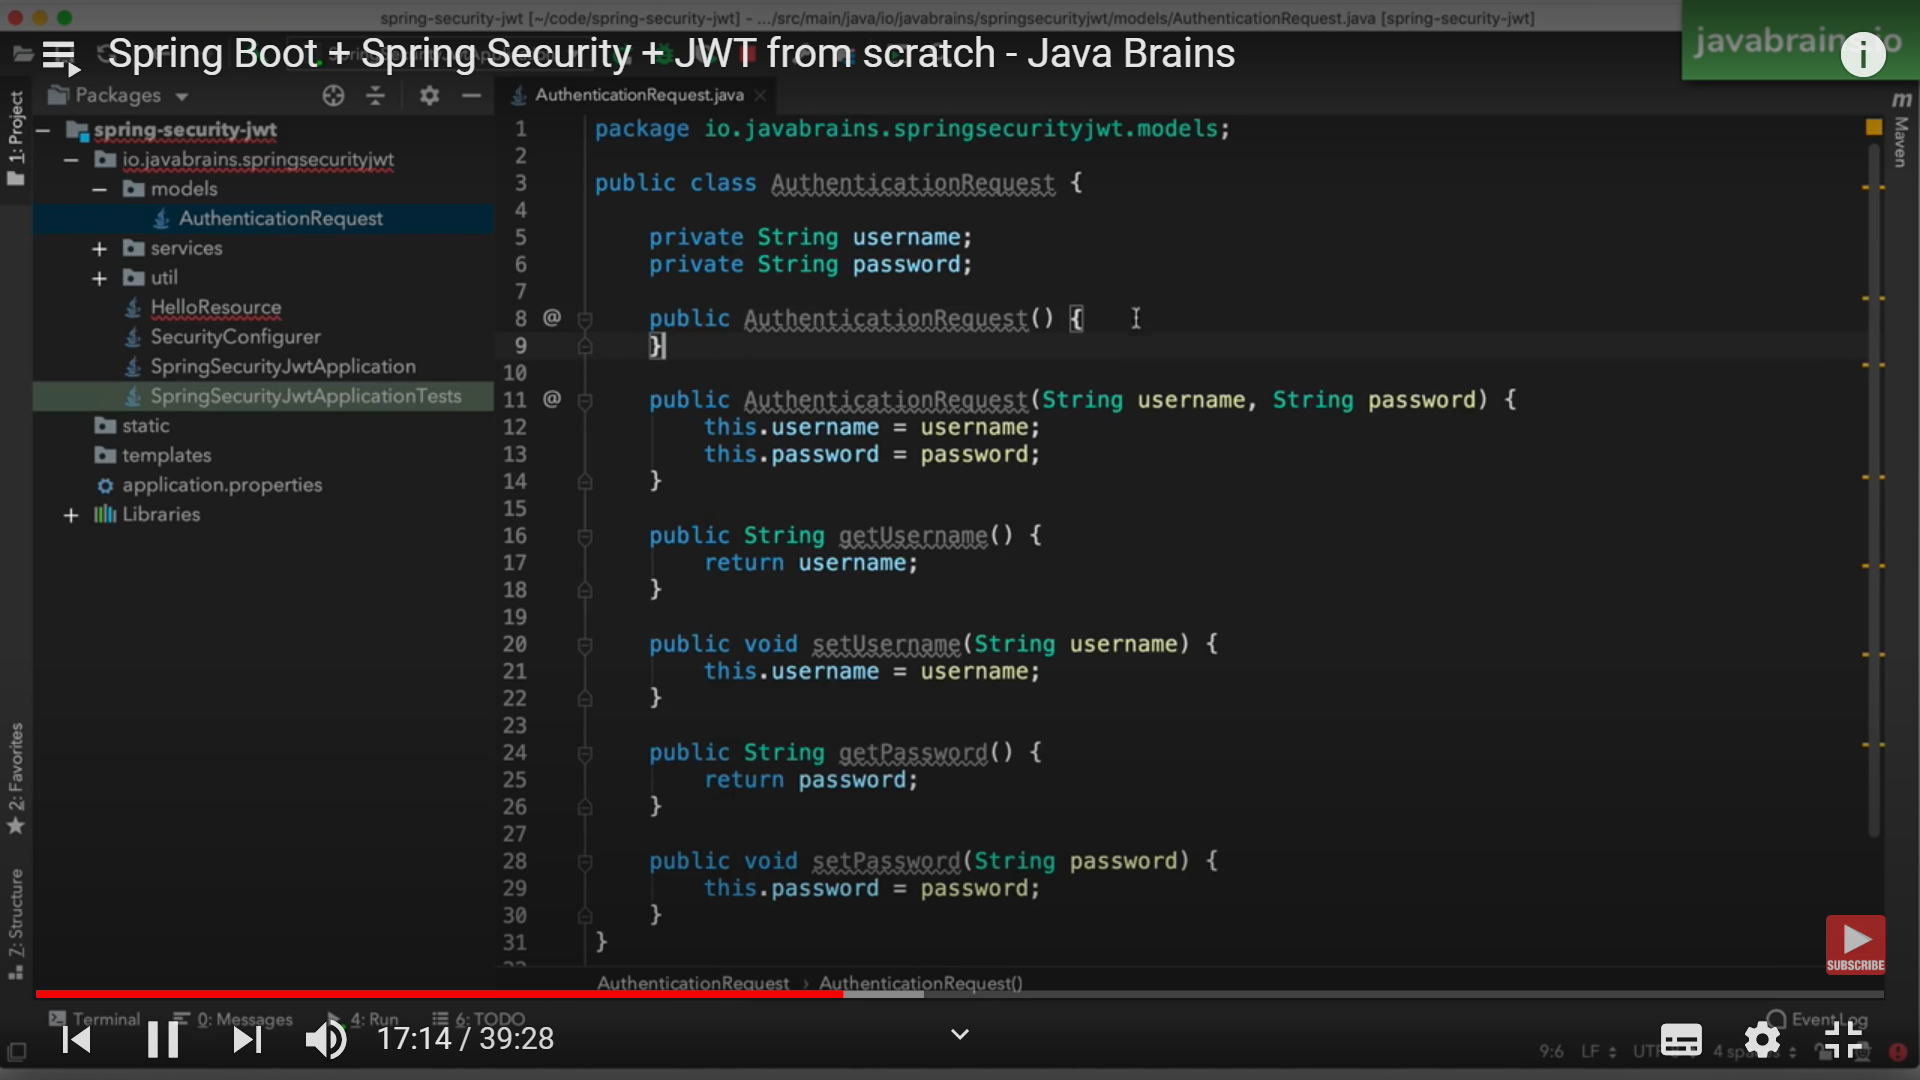 spring-security-jwt [~/code/spring-security-jwt] - .../src/main/java/io/javabrains/springsecurityjwt/models/AuthenticationRequest.java [spring-security-jwt]
Spring Boot + Spring Security + JWT from scratch - Java Brains
javabrains.io
1: Project
Packages
AuthenticationRequest.java
m
Maven
spring-security-jwt
io.javabrains.springsecurityjwt
models
AuthenticationRequest
services
util
HelloResource
SecurityConfigurer
SpringSecurityJwtApplication
SpringSecurityJwtApplicationTests
static
templates
application.properties
Libraries
2: Favorites
7: Structure
1 package io.javabrains.springsecurityjwt.models;
2
3 public class AuthenticationRequest {
4
5 private String username;
6 private String password;
7
8 @ public AuthenticationRequest() {
9 }
10
11 @ public AuthenticationRequest(String username, String password) {
12 this.username = username;
13 this.password = password;
14 }
15
16 public String getUsername() {
17 return username;
18 }
19
20 public void setUsername(String username) {
21 this.username = username;
22 }
23
24 public String getPassword() {
25 return password;
26 }
27
28 public void setPassword(String password) {
29 this.password = password;
30 }
31 }
SUBSCRIBE
AuthenticationRequest › AuthenticationRequest()
Terminal 0: Messages 4: Run 6: TODO Event Log
17:14 / 39:28
9:6 LF